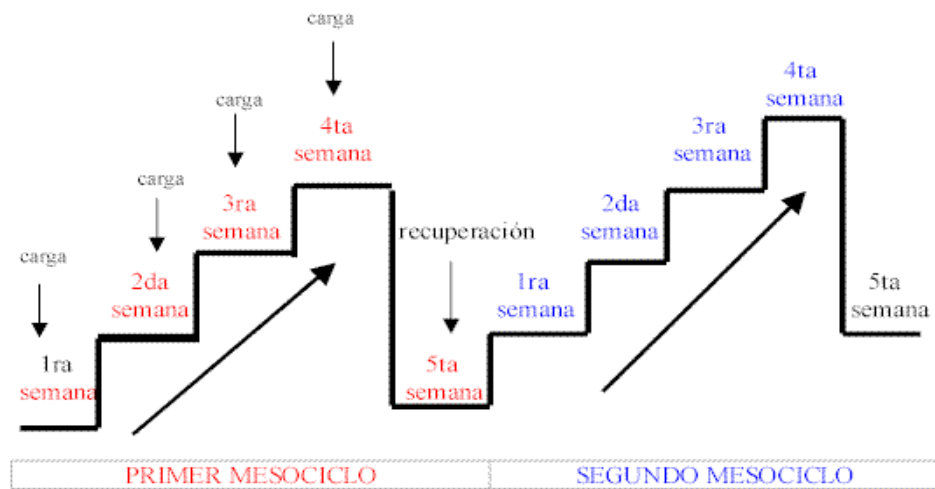 carga
carga
carga
carga
1ra
semana
2da
semana
3ra
semana
4ta
semana
recuperación
5ta
semana
1ra
semana
2da
semana
3ra
semana
4ta
semana
5ta
semana
PRIMER MESOCICLO
SEGUNDO MESOCICLO